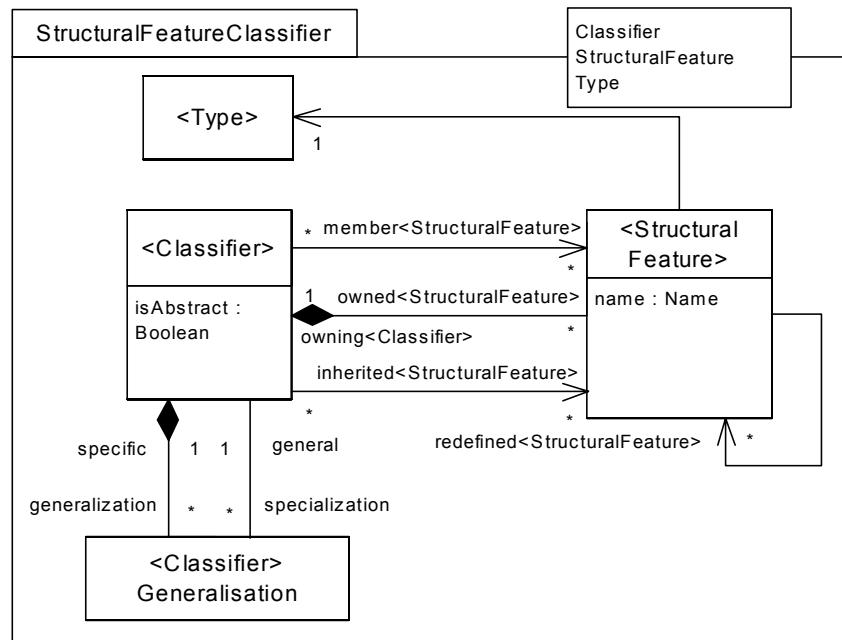 StructuralFeatureClassifier
Classifier
StructuralFeature
Type
<Type>
1
<Classifier>
* member<StructuralFeature>
*
<Structural
Feature>
isAbstract :
Boolean
1 owned<StructuralFeature>
owning<Classifier> *
name : Name
inherited<StructuralFeature>
* *
redefined<StructuralFeature> *
specific 1 1 general
generalization * * specialization
<Classifier>
Generalisation